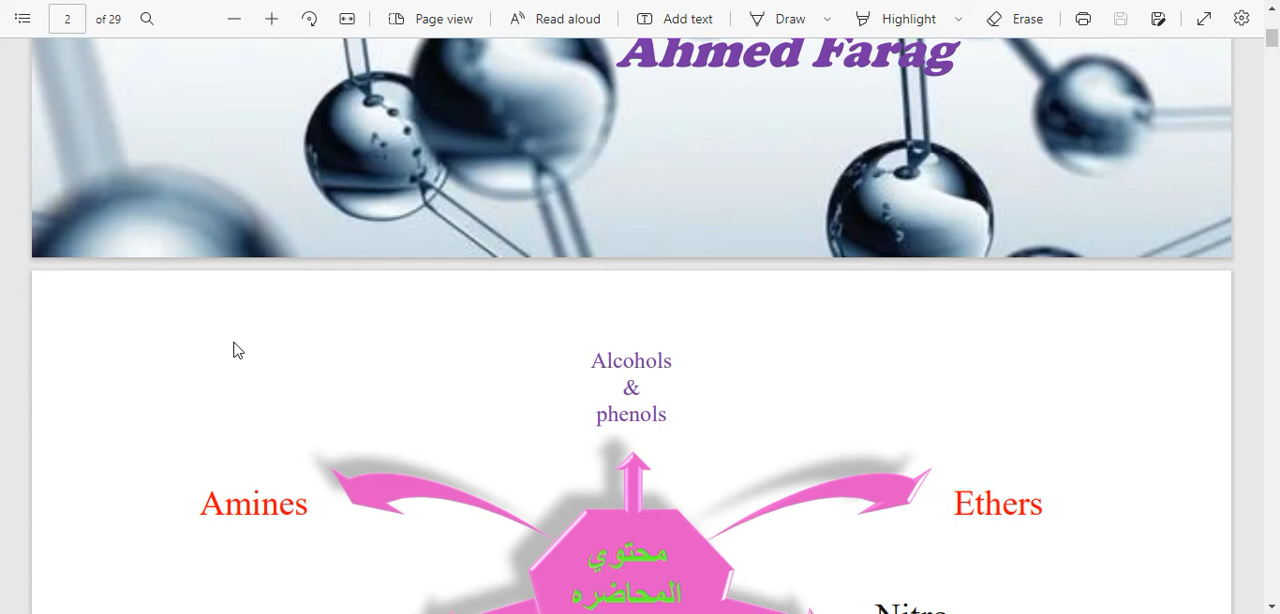 2 of 29 Page view Read aloud Add text Draw Highlight Erase
Ahmed Farag
Alcohols
&
phenols
Amines
Ethers
محتوي
المحاضره
Nitro